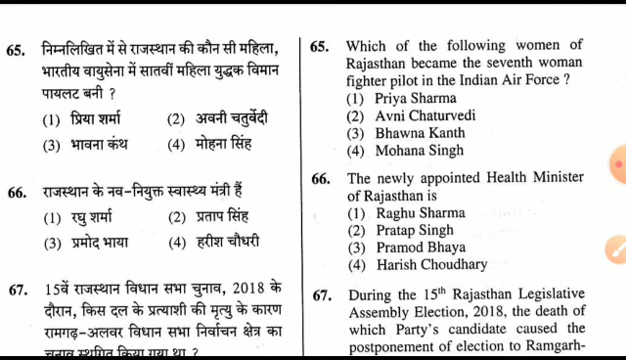 65. निम्नलिखित में से राजस्थान की कौन सी महिला,
भारतीय वायुसेना में सातवीं महिला युद्धक विमान
पायलट बनी ?
(1) प्रिया शर्मा (2) अवनी चतुर्वेदी
(3) भावना कंथ (4) मोहना सिंह
66. राजस्थान के नव-नियुक्त स्वास्थ्य मंत्री हैं
(1) रघु शर्मा (2) प्रताप सिंह
(3) प्रमोद भाया (4) हरीश चौधरी
67. 15वें राजस्थान विधान सभा चुनाव, 2018 के
दौरान, किस दल के प्रत्याशी की मृत्यु के कारण
रामगढ़-अलवर विधान सभा निर्वाचन क्षेत्र का
चुनाव स्थगित किया गया था ?
65. Which of the following women of
Rajasthan became the seventh woman
fighter pilot in the Indian Air Force ?
(1) Priya Sharma
(2) Avni Chaturvedi
(3) Bhawna Kanth
(4) Mohana Singh
66. The newly appointed Health Minister
of Rajasthan is
(1) Raghu Sharma
(2) Pratap Singh
(3) Pramod Bhaya
(4) Harish Choudhary
67. During the 15th Rajasthan Legislative
Assembly Election, 2018, the death of
which Party's candidate caused the
postponement of election to Ramgarh-